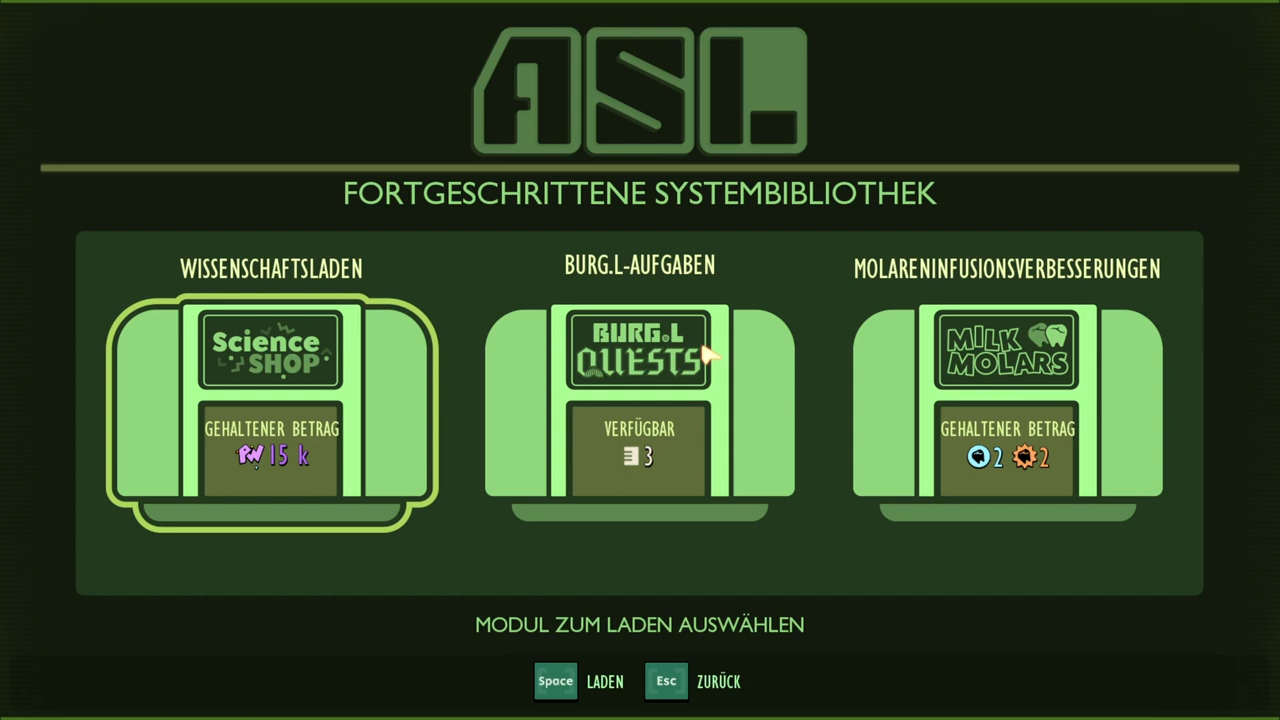 ASL
FORTGESCHRITTENE SYSTEMBIBLIOTHEK
WISSENSCHAFTSLADEN
Science
SHOP
GEHALTENER BETRAG
RW 15 k
BURG.L-AUFGABEN
BURG.L
QUESTS
VERFÜGBAR
3
MOLARENINFUSIONSVERBESSERUNGEN
MILK
MOLARS
GEHALTENER BETRAG
2 2
MODUL ZUM LADEN AUSWÄHLEN
Space LADEN Esc ZURÜCK